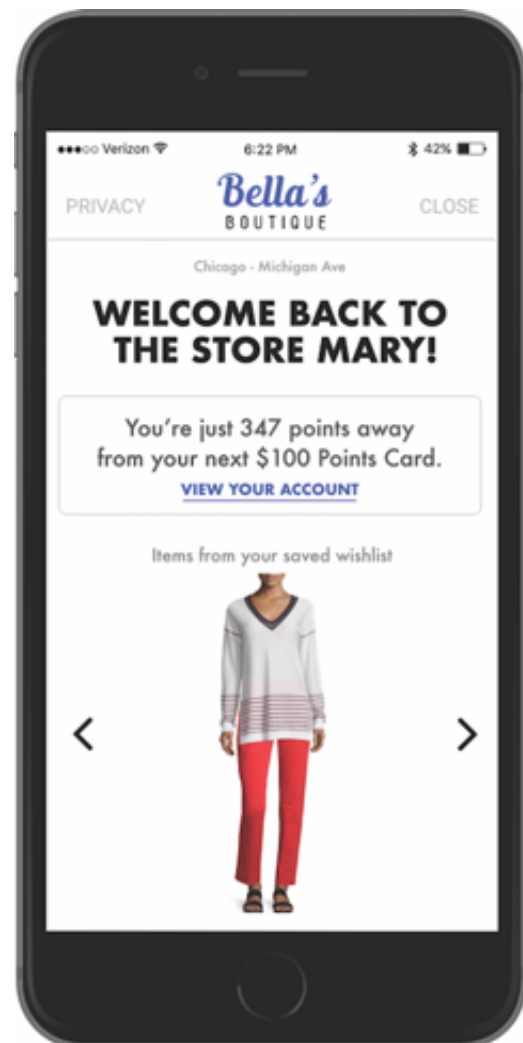 Verizon 6:22 PM 42%
PRIVACY Bella's CLOSE
BOUTIQUE
Chicago - Michigan Ave
WELCOME BACK TO
THE STORE MARY!
You're just 347 points away
from your next $100 Points Card.
VIEW YOUR ACCOUNT
Items from your saved wishlist